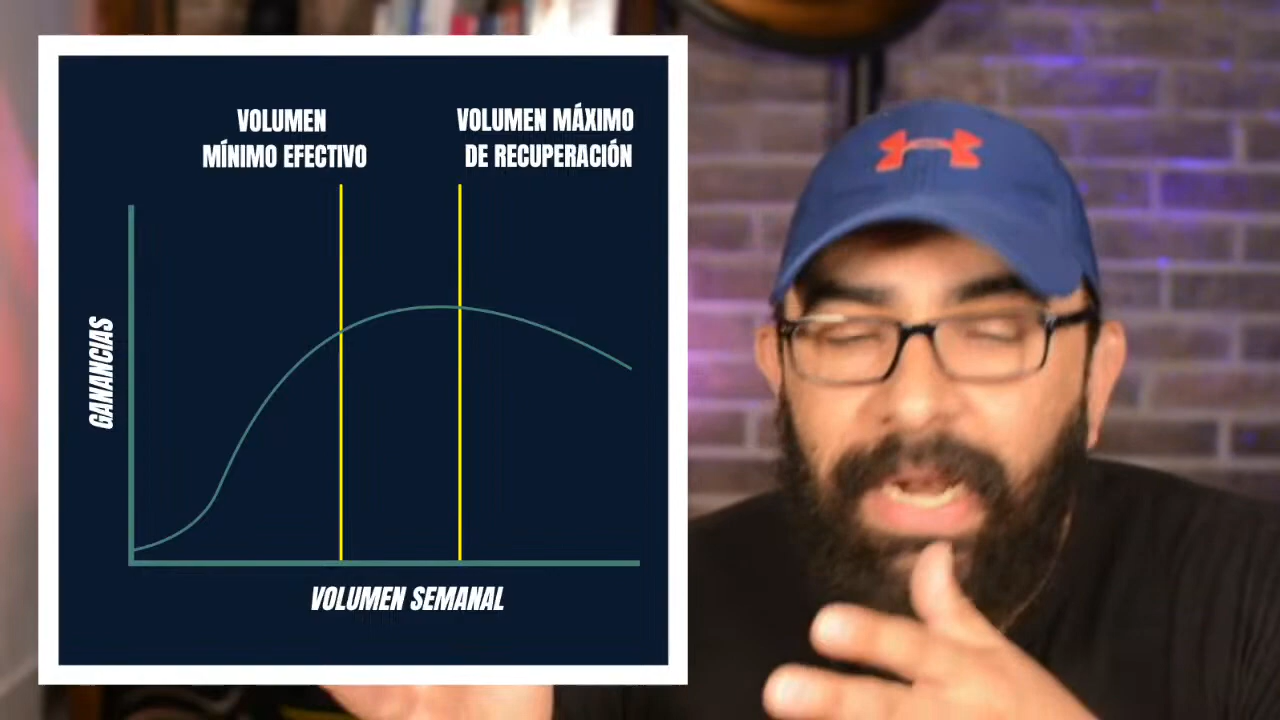 VOLUMEN
MÍNIMO EFECTIVO
VOLUMEN MÁXIMO
DE RECUPERACIÓN
GANANCIAS
VOLUMEN SEMANAL